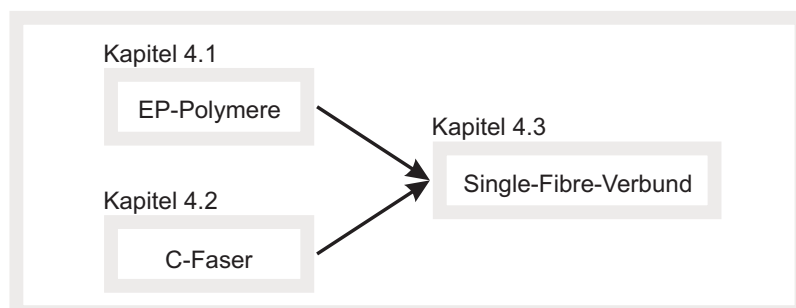 Kapitel 4.1
EP-Polymere
Kapitel 4.2
C-Faser
Kapitel 4.3
Single-Fibre-Verbund